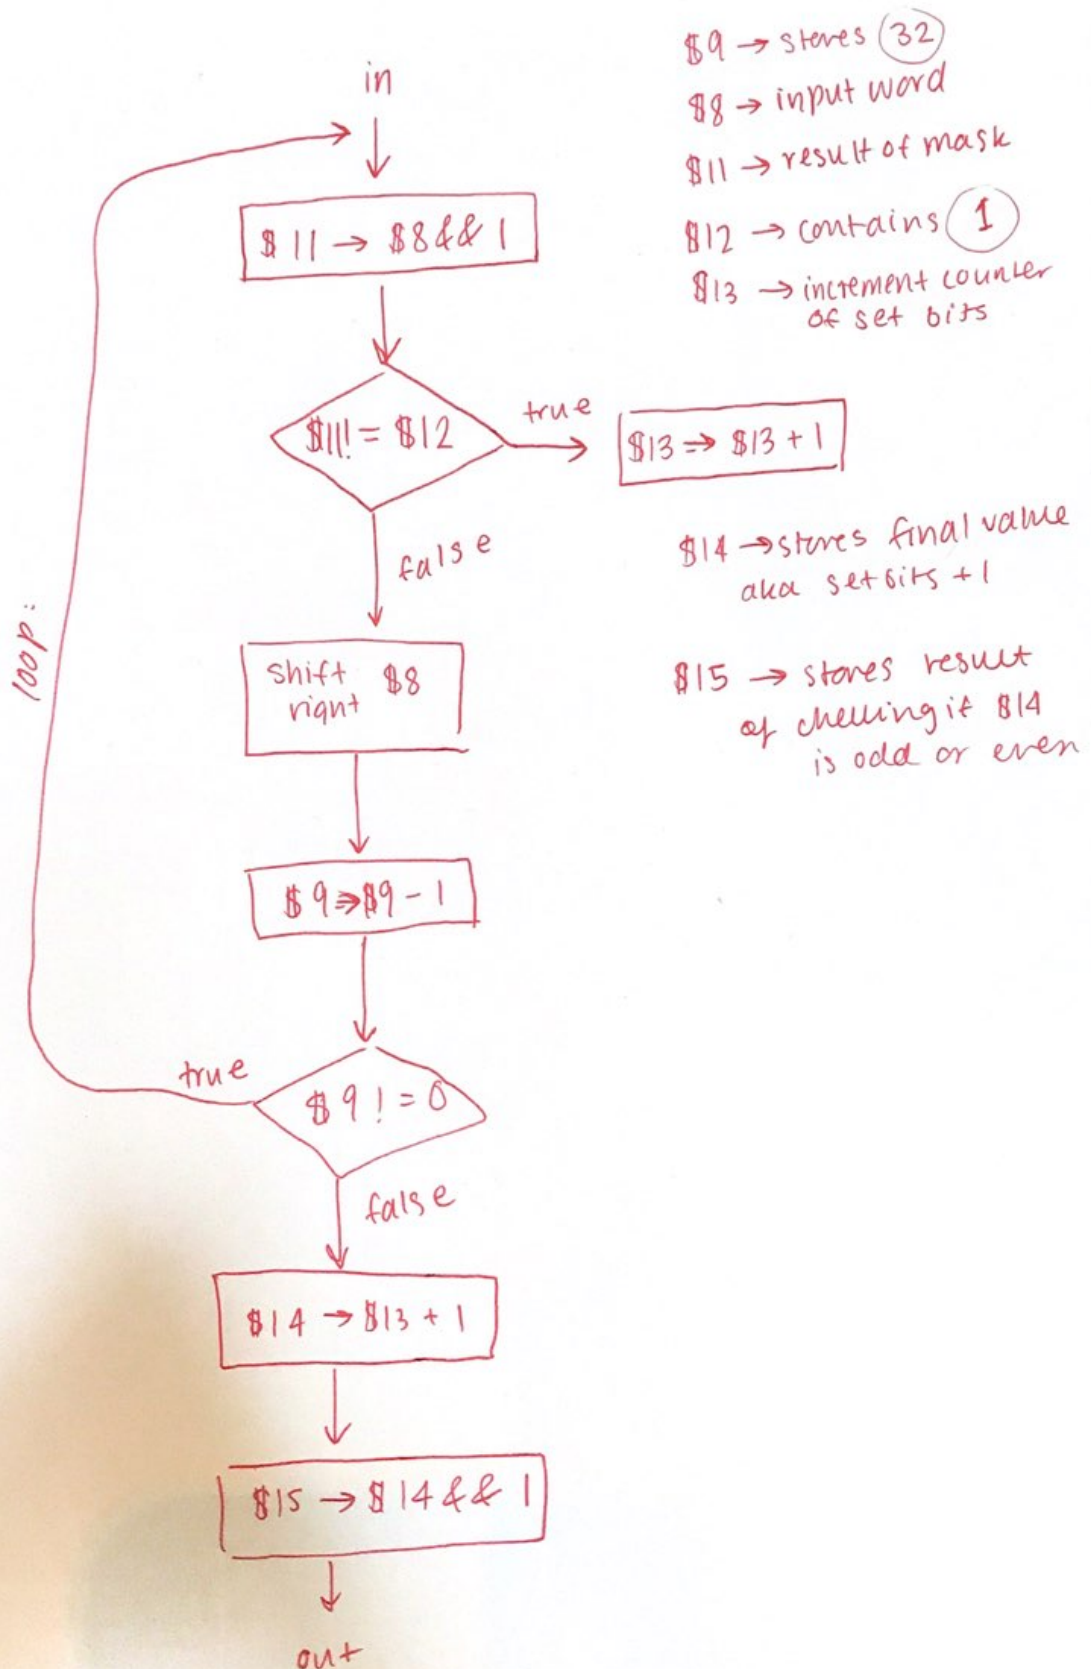 in
$11 → $8 && 1
$11! = $12
true
$13 ⇒ $13 + 1
false
shift
right $8
$9 ⇒ $9 - 1
$9 ! = 0
true
loop:
false
$14 → $13 + 1
$15 → $14 && 1
out
$9 → stores 32
$8 → input word
$11 → result of mask
$12 → contains 1
$13 → increment counter
of set bits
$14 → stores final value
aka setbits + 1
$15 → stores result
of checking if $14
is odd or even